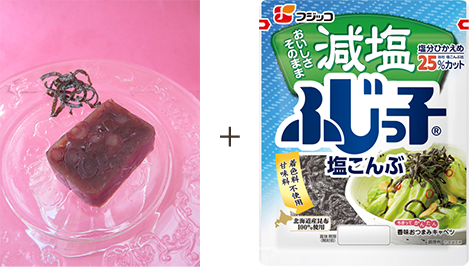 +
フジッコ
おいしさ
そのまま
減塩
塩分ひかえめ
25%カット
ふじっ子®
塩こんぶ
着色料不使用
甘味料
北海道産昆布
100%使用
香味おつまみキャベツ